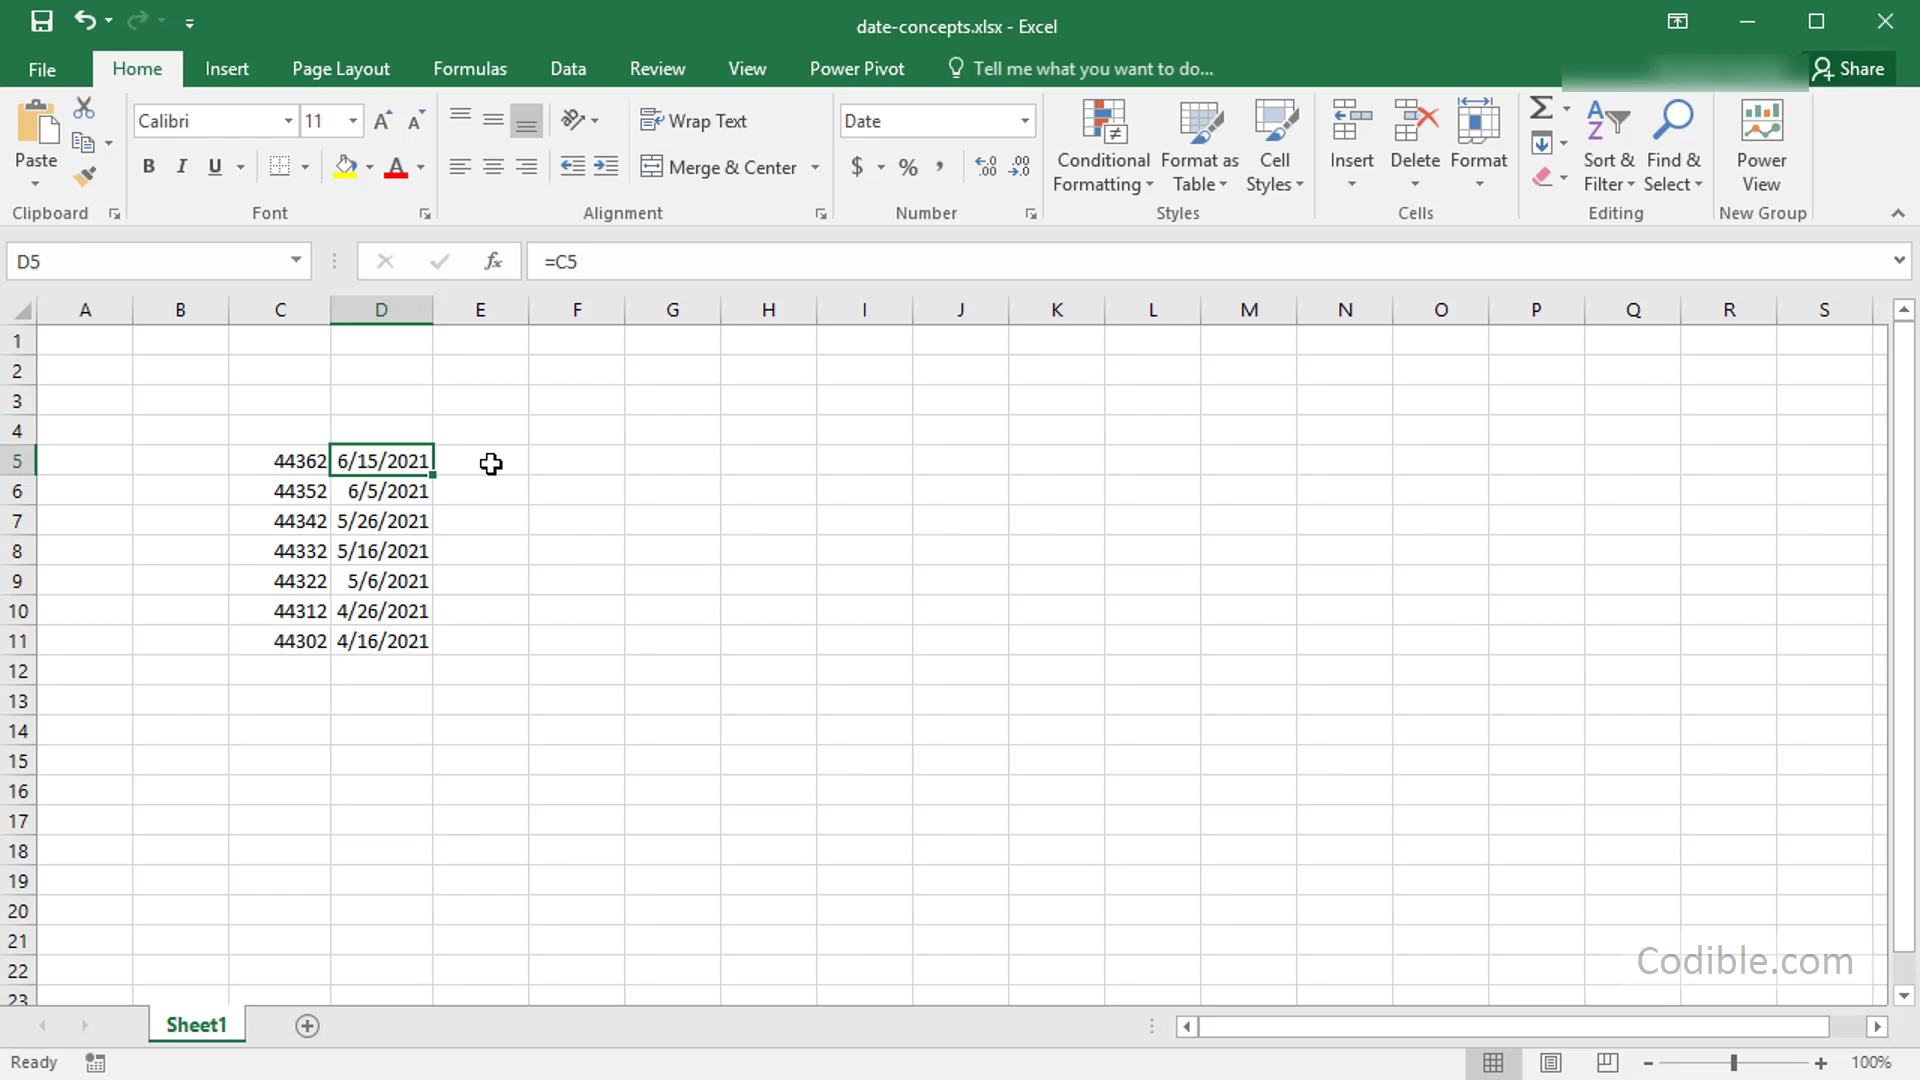 date-concepts.xlsx - Excel
File Home Insert Page Layout Formulas Data Review View Power Pivot Tell me what you want to do... Share
Paste
Clipboard
Calibri 11
B I U A
Font
Wrap Text
Merge & Center
Alignment
Date
$ % , .00
Number
Conditional Formatting
Format as Table
Cell Styles
Styles
Insert
Delete
Format
Cells
Sort & Filter
Find & Select
Editing
Power View
New Group
D5 fx =C5
A B C D E F G H I J K L M N O P Q R S
1
2
3
4
5 44362 6/15/2021
6 44352 6/5/2021
7 44342 5/26/2021
8 44332 5/16/2021
9 44322 5/6/2021
10 44312 4/26/2021
11 44302 4/16/2021
12
13
14
15
16
17
18
19
20
21
22
23
Codible.com
Sheet1
Ready 100%